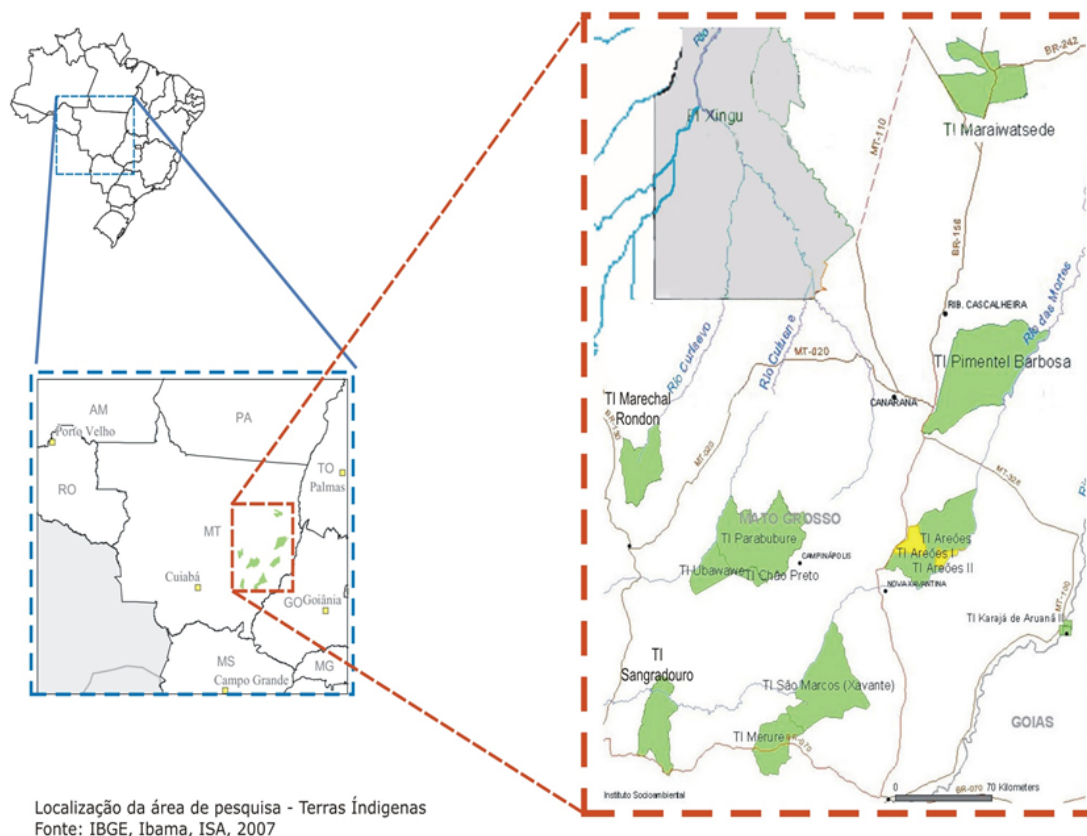 AM
PA
Porto Velho
RO
TO
Palmas
MT
Cuiabá
GO
Goiânia
MS
Campo Grande
MG
Localização da área de pesquisa - Terras Índigenas
Fonte: IBGE, Ibama, ISA, 2007
Rio
PI Xingu
BR-242
TI Maraiwatsede
MT-110
BR-158
Rio das Mortes
RIB. CASCALHEIRA
Rio Culuene
MT-020
TI Pimentel Barbosa
TI Marechal
Rondon
CANARANA
MT-020
MT-326
MATO GROSSO
TI Parabubure
TI Areões
TI Areões I
TI Areões II
CAMPINÁPOLIS
TI Ubawawe
TI Chão Preto
NOVA XAVANTINA
MT-100
TI Karajá de Aruanã II
TI
Sangradouro
TI São Marcos (Xavante)
TI Merure
BR-070
GOIAS
0
70 Kilometers
Instituto Socioambiental
BR-070